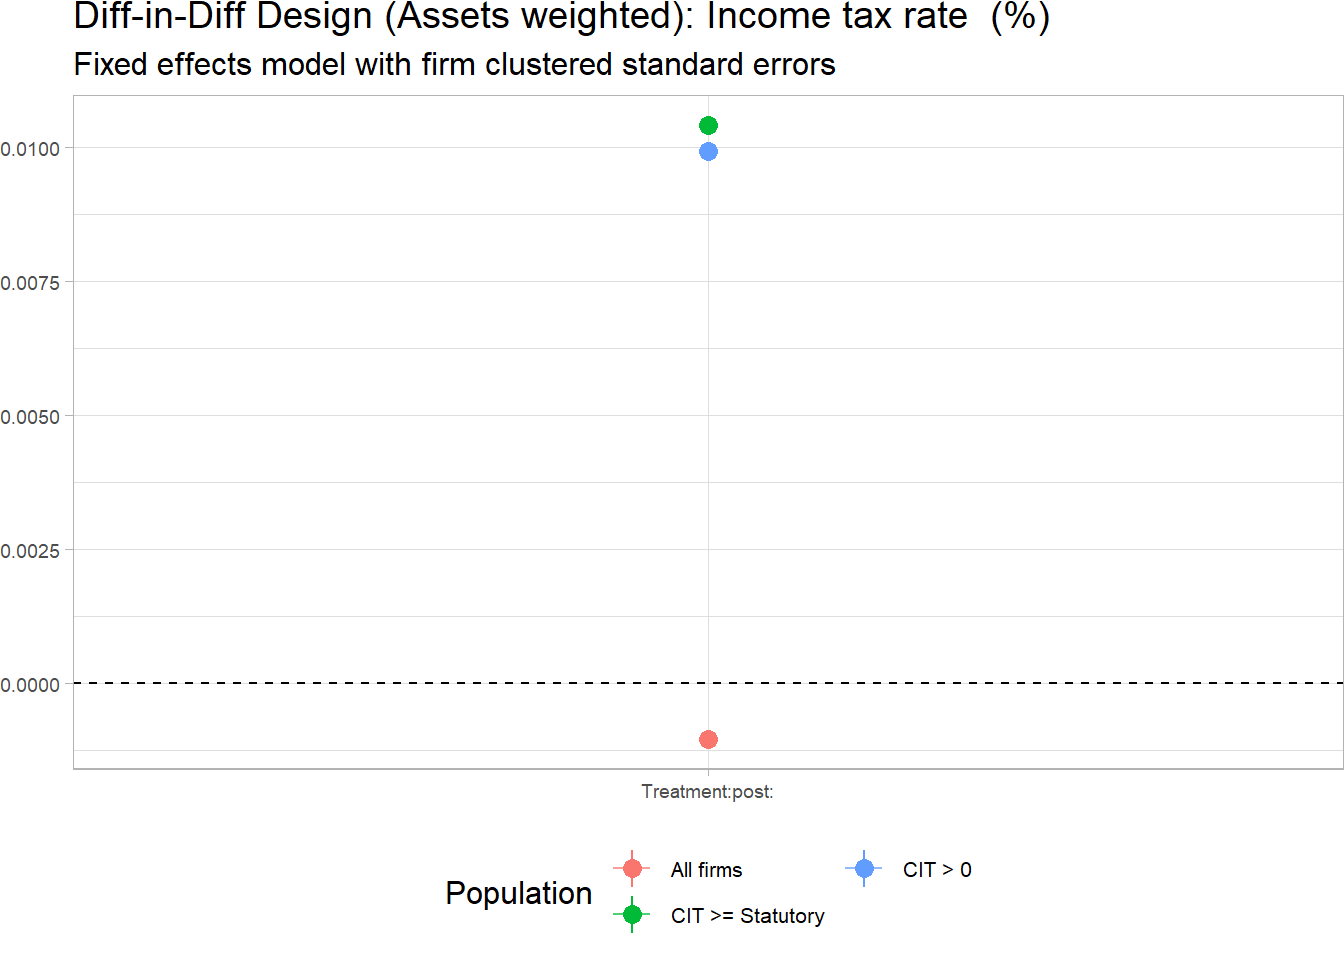 Diff-in-Diff Design (Assets weighted): Income tax rate  (%)
Fixed effects model with firm clustered standard errors
0.0100
0.0075
0.0050
0.0025
0.0000
Treatment:post:
Population
All firms
CIT > 0
CIT >= Statutory